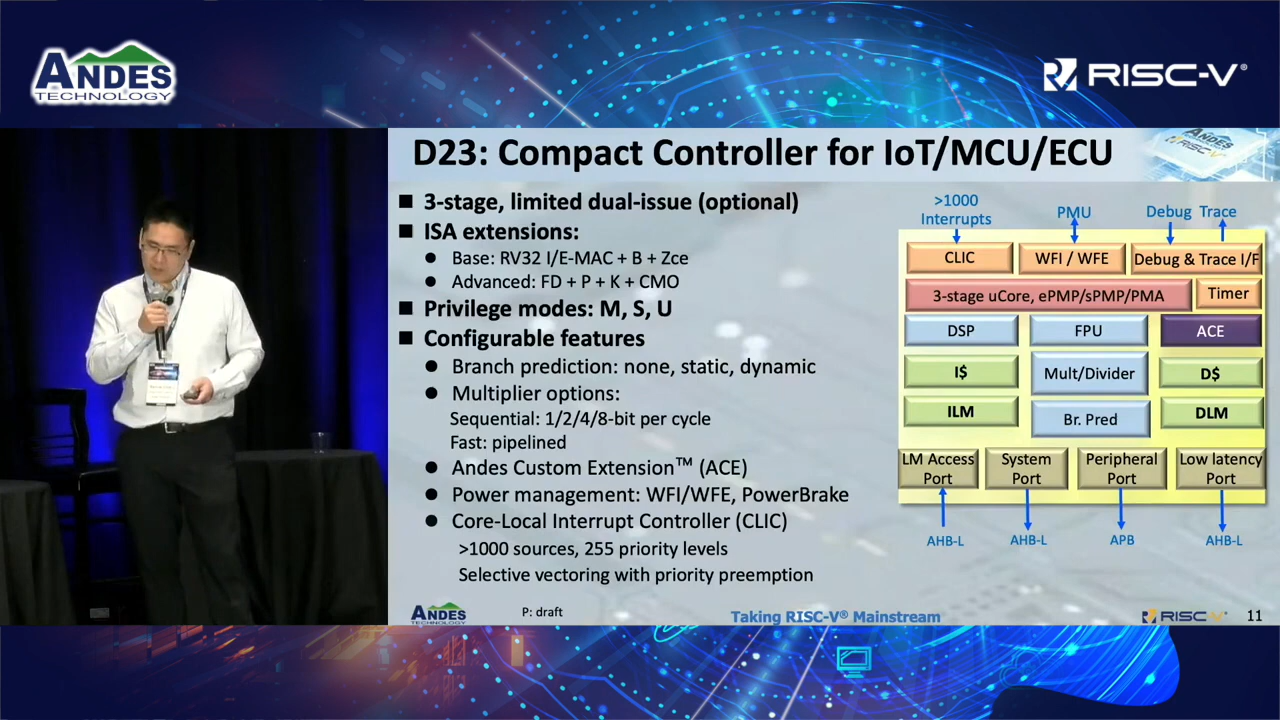 ANDES
TECHNOLOGY
RISC-V®
D23: Compact Controller for IoT/MCU/ECU
■ 3-stage, limited dual-issue (optional)
■ ISA extensions:
● Base: RV32 I/E-MAC + B + Zce
● Advanced: FD + P + K + CMO
■ Privilege modes: M, S, U
■ Configurable features
● Branch prediction: none, static, dynamic
● Multiplier options:
Sequential: 1/2/4/8-bit per cycle
Fast: pipelined
● Andes Custom Extension™ (ACE)
● Power management: WFI/WFE, PowerBrake
● Core-Local Interrupt Controller (CLIC)
>1000 sources, 255 priority levels
Selective vectoring with priority preemption
ANDES
RISC-V
>1000
Interrupts
PMU
Debug Trace
CLIC
WFI / WFE
Debug & Trace I/F
3-stage uCore, ePMP/sPMP/PMA
Timer
DSP
FPU
ACE
I$
Mult/Divider
D$
ILM
Br. Pred
DLM
LM Access
Port
System
Port
Peripheral
Port
Low latency
Port
AHB-L
AHB-L
APB
AHB-L
ANDES
TECHNOLOGY
P: draft
Taking RISC-V® Mainstream
RISC-V
11